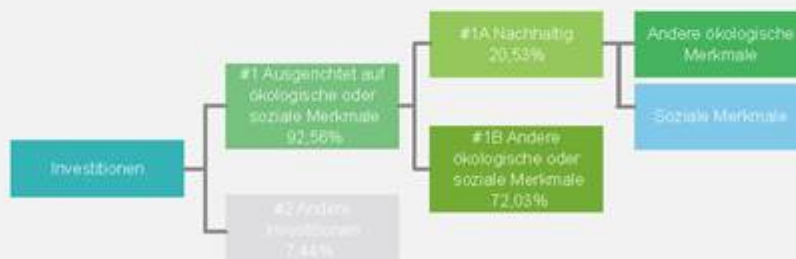 #1A Nachhaltig
20,53%
Andere ökologische
Merkmale
#1 Ausgerichtet auf
ökologische oder
soziale Merkmale
92,56%
Soziale Merkmale
#1B Andere
ökologische oder
soziale Merkmale
72,03%
Investitionen
#2 Andere
Investitionen
7,44%